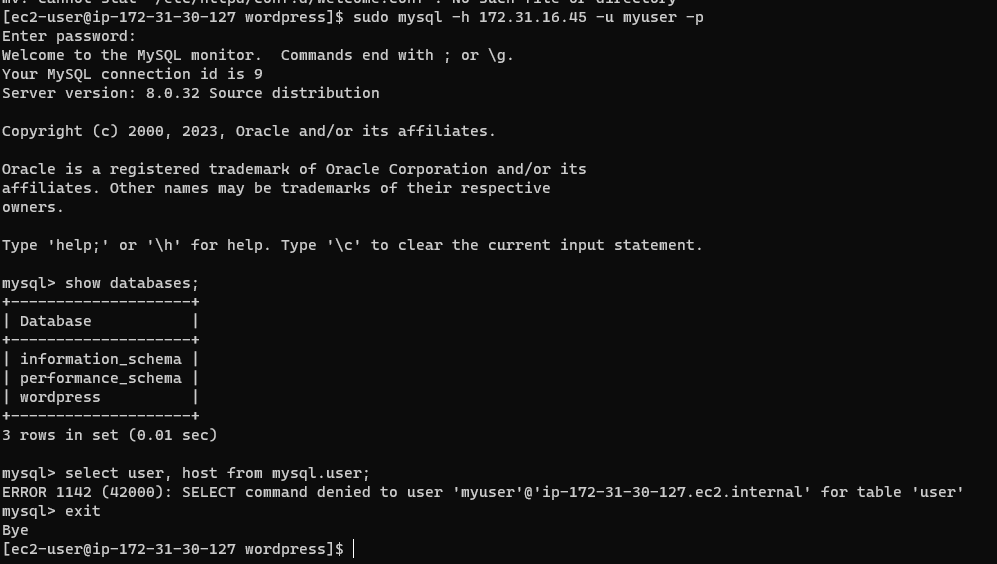 mv: cannot stat '/etc/httpd/conf.d/welcome.conf': No such file or directory
[ec2-user@ip-172-31-30-127 wordpress]$ sudo mysql -h 172.31.16.45 -u myuser -p
Enter password:
Welcome to the MySQL monitor.  Commands end with ; or \g.
Your MySQL connection id is 9
Server version: 8.0.32 Source distribution
Copyright (c) 2000, 2023, Oracle and/or its affiliates.
Oracle is a registered trademark of Oracle Corporation and/or its
affiliates. Other names may be trademarks of their respective
owners.
Type 'help;' or '\h' for help. Type '\c' to clear the current input statement.
mysql> show databases;
+--------------------+
| Database           |
+--------------------+
| information_schema |
| performance_schema |
| wordpress          |
+--------------------+
3 rows in set (0.01 sec)
mysql> select user, host from mysql.user;
ERROR 1142 (42000): SELECT command denied to user 'myuser'@'ip-172-31-30-127.ec2.internal' for table 'user'
mysql> exit
Bye
[ec2-user@ip-172-31-30-127 wordpress]$